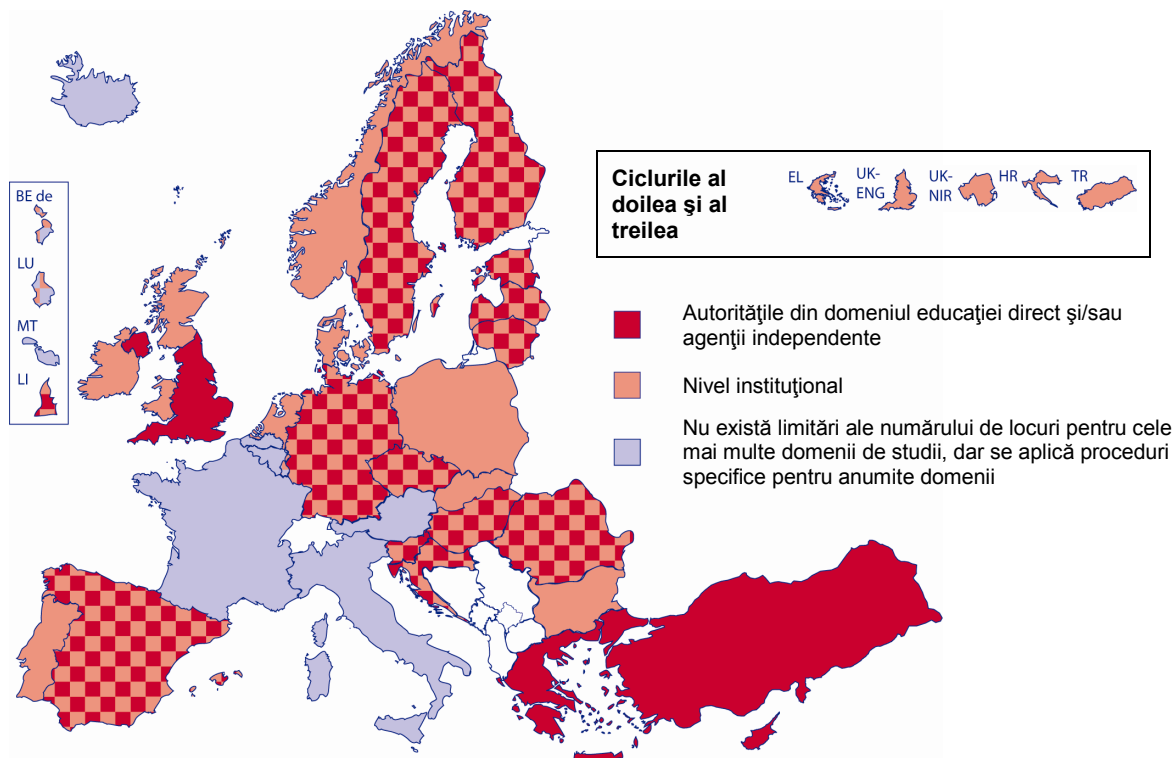 BE de
LU
MT
LI
Ciclurile al
doilea şi al
treilea
EL
UK-
ENG
UK-
NIR
HR
TR
Autorităţile din domeniul educaţiei direct şi/sau
agenţii independente
Nivel instituţional
Nu există limitări ale numărului de locuri pentru cele
mai multe domenii de studii, dar se aplică proceduri
specifice pentru anumite domenii